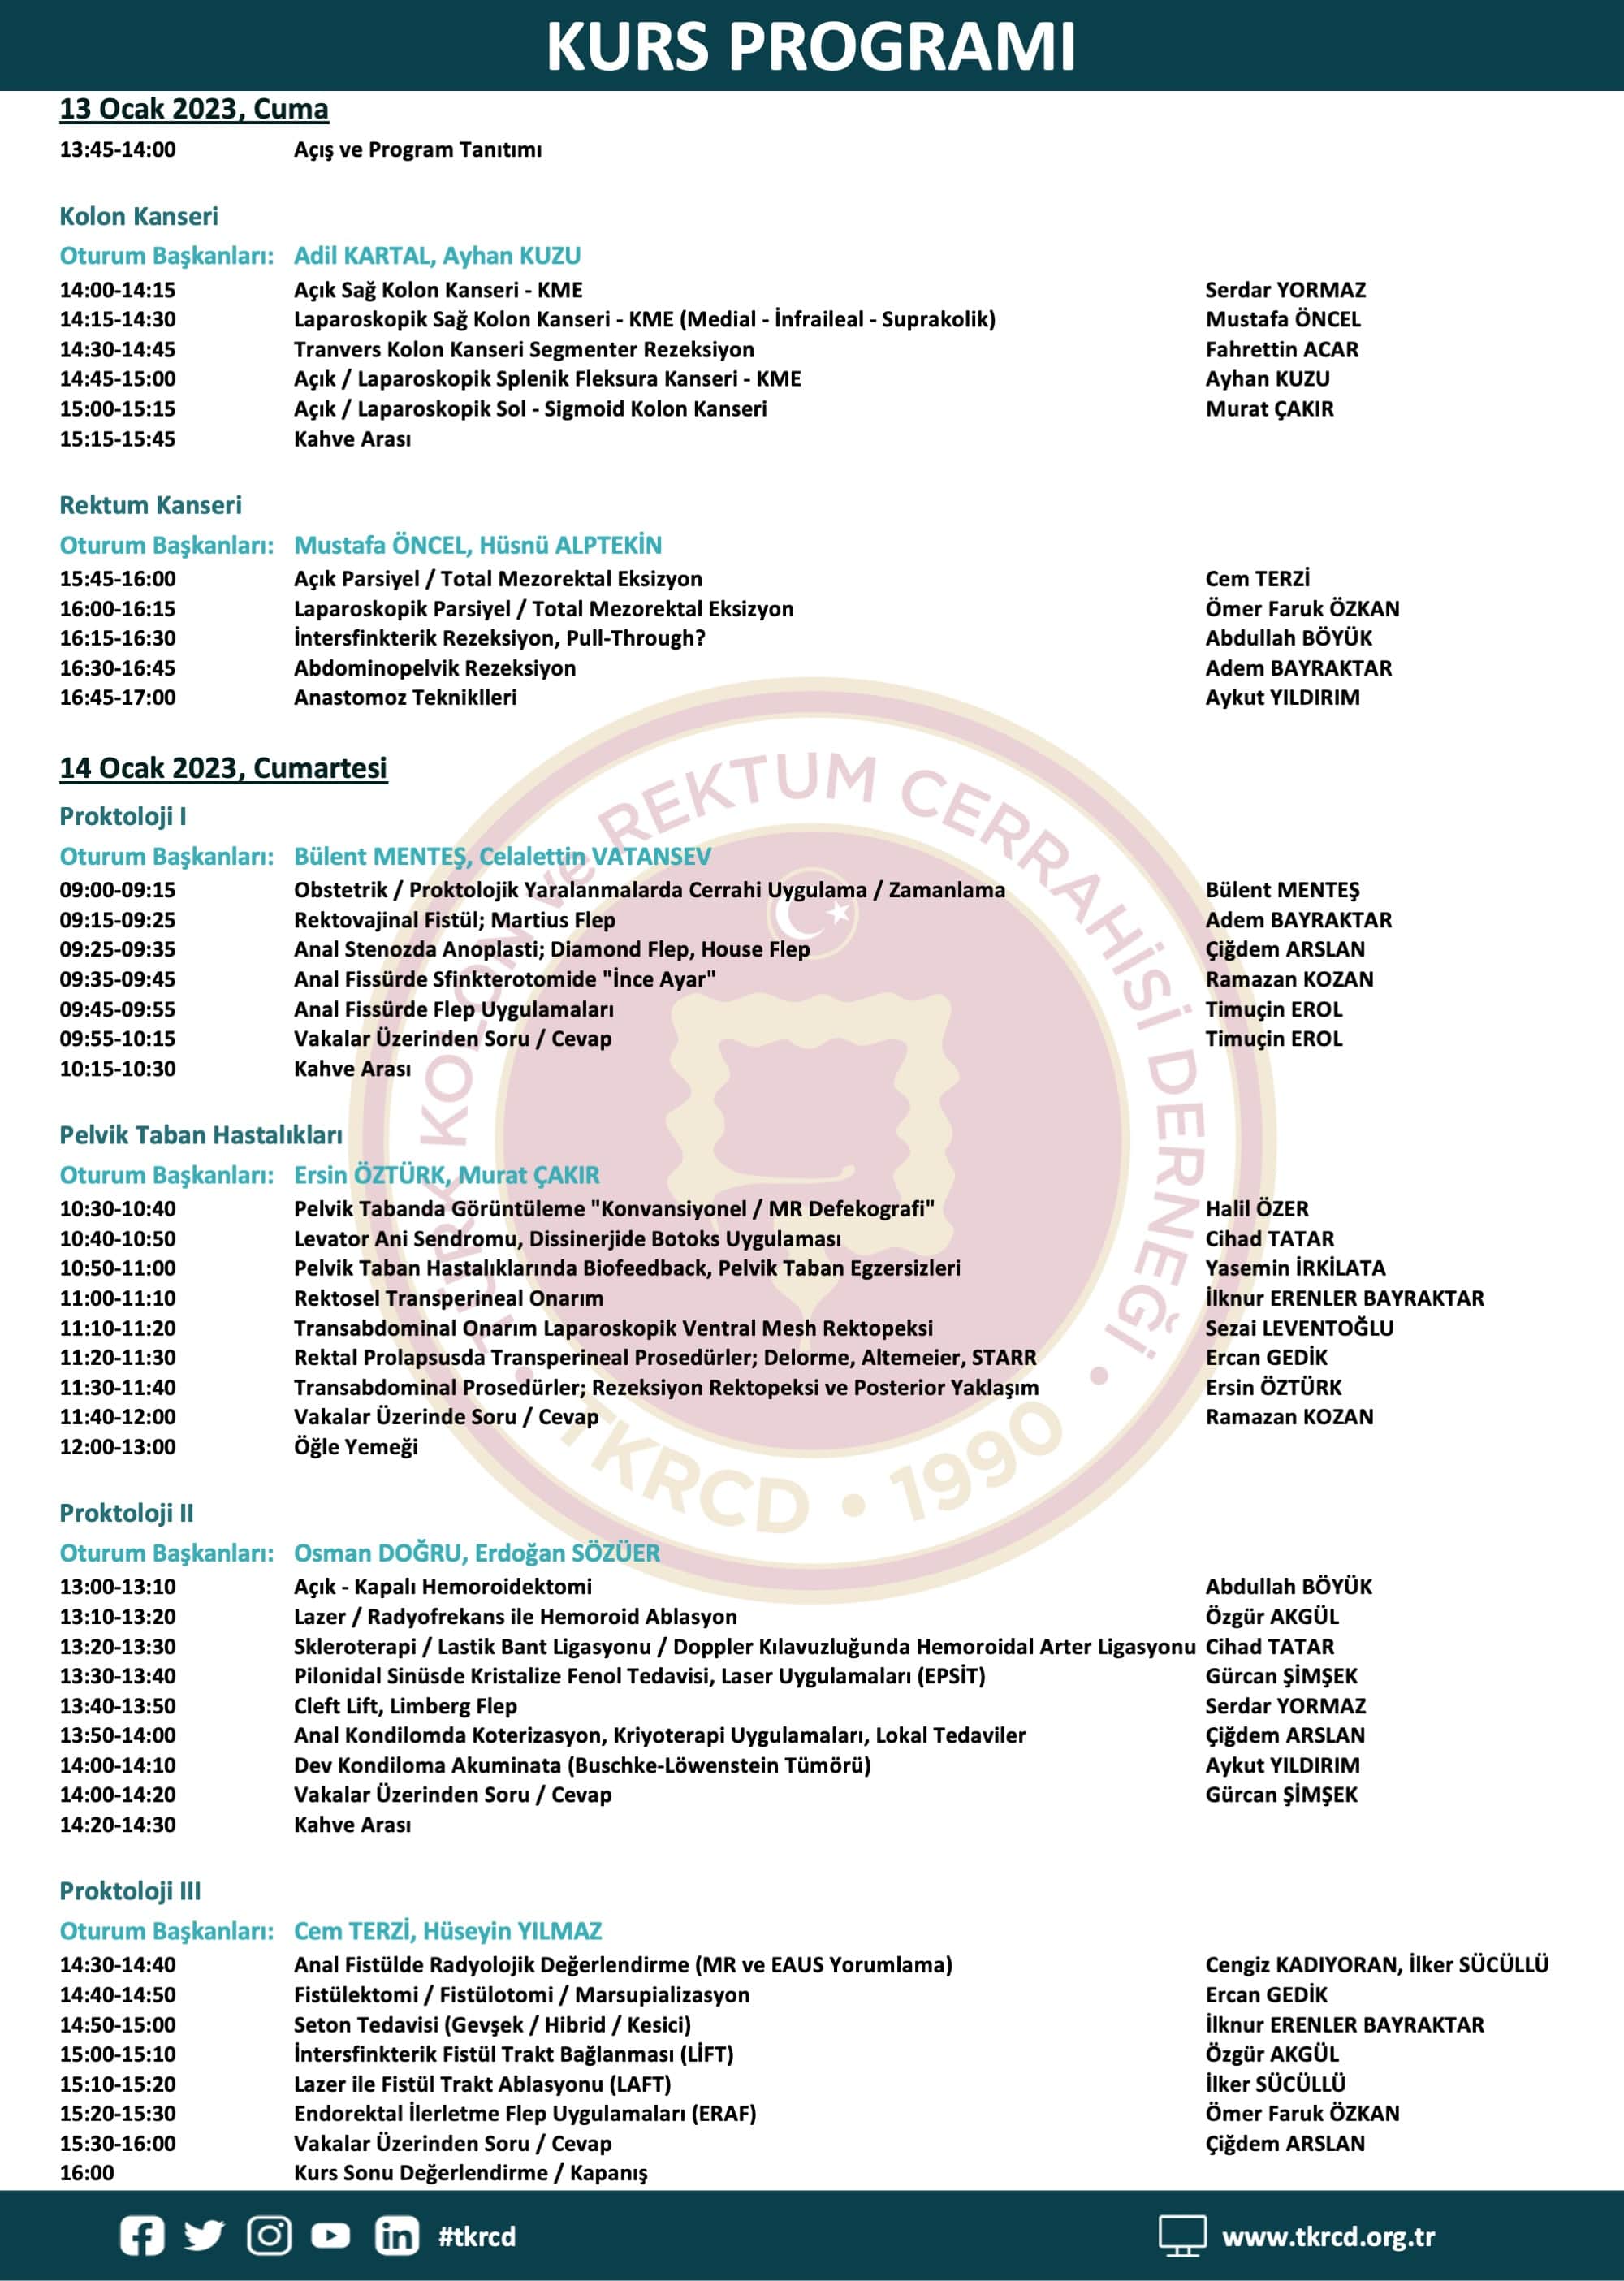 KURS PROGRAMI
13 Ocak 2023, Cuma
13:45-14:00 Açış ve Program Tanıtımı
Kolon Kanseri
Oturum Başkanları: Adil KARTAL, Ayhan KUZU
14:00-14:15 Açık Sağ Kolon Kanseri - KME Serdar YORMAZ
14:15-14:30 Laparoskopik Sağ Kolon Kanseri - KME (Medial - İnfraileal - Suprakolik) Mustafa ÖNCEL
14:30-14:45 Tranvers Kolon Kanseri Segmenter Rezeksiyon Fahrettin ACAR
14:45-15:00 Açık / Laparoskopik Splenik Fleksura Kanseri - KME Ayhan KUZU
15:00-15:15 Açık / Laparoskopik Sol - Sigmoid Kolon Kanseri Murat ÇAKIR
15:15-15:45 Kahve Arası
Rektum Kanseri
Oturum Başkanları: Mustafa ÖNCEL, Hüsnü ALPTEKİN
15:45-16:00 Açık Parsiyel / Total Mezorektal Eksizyon Cem TERZİ
16:00-16:15 Laparoskopik Parsiyel / Total Mezorektal Eksizyon Ömer Faruk ÖZKAN
16:15-16:30 İntersfinkterik Rezeksiyon, Pull-Through? Abdullah BÖYÜK
16:30-16:45 Abdominopelvik Rezeksiyon Adem BAYRAKTAR
16:45-17:00 Anastomoz Tekniklleri Aykut YILDIRIM
14 Ocak 2023, Cumartesi
Proktoloji I
Oturum Başkanları: Bülent MENTEŞ, Celalettin VATANSEV
09:00-09:15 Obstetrik / Proktolojik Yaralanmalarda Cerrahi Uygulama / Zamanlama Bülent MENTEŞ
09:15-09:25 Rektovajinal Fistül; Martius Flep Adem BAYRAKTAR
09:25-09:35 Anal Stenozda Anoplasti; Diamond Flep, House Flep Çiğdem ARSLAN
09:35-09:45 Anal Fissürde Sfinkterotomide "İnce Ayar" Ramazan KOZAN
09:45-09:55 Anal Fissürde Flep Uygulamaları Timuçin EROL
09:55-10:15 Vakalar Üzerinden Soru / Cevap Timuçin EROL
10:15-10:30 Kahve Arası
Pelvik Taban Hastalıkları
Oturum Başkanları: Ersin ÖZTÜRK, Murat ÇAKIR
10:30-10:40 Pelvik Tabanda Görüntüleme "Konvansiyonel / MR Defekografi" Halil ÖZER
10:40-10:50 Levator Ani Sendromu, Dissinerjide Botoks Uygulaması Cihad TATAR
10:50-11:00 Pelvik Taban Hastalıklarında Biofeedback, Pelvik Taban Egzersizleri Yasemin İRKİLATA
11:00-11:10 Rektosel Transperineal Onarım İlknur ERENLER BAYRAKTAR
11:10-11:20 Transabdominal Onarım Laparoskopik Ventral Mesh Rektopeksi Sezai LEVENTOĞLU
11:20-11:30 Rektal Prolapsusda Transperineal Prosedürler; Delorme, Altemeier, STARR Ercan GEDİK
11:30-11:40 Transabdominal Prosedürler; Rezeksiyon Rektopeksi ve Posterior Yaklaşım Ersin ÖZTÜRK
11:40-12:00 Vakalar Üzerinde Soru / Cevap Ramazan KOZAN
12:00-13:00 Öğle Yemeği
Proktoloji II
Oturum Başkanları: Osman DOĞRU, Erdoğan SÖZÜER
13:00-13:10 Açık - Kapalı Hemoroidektomi Abdullah BÖYÜK
13:10-13:20 Lazer / Radyofrekans ile Hemoroid Ablasyon Özgür AKGÜL
13:20-13:30 Skleroterapi / Lastik Bant Ligasyonu / Doppler Kılavuzluğunda Hemoroidal Arter Ligasyonu Cihad TATAR
13:30-13:40 Pilonidal Sinüsde Kristalize Fenol Tedavisi, Laser Uygulamaları (EPSİT) Gürcan ŞİMŞEK
13:40-13:50 Cleft Lift, Limberg Flep Serdar YORMAZ
13:50-14:00 Anal Kondilomda Koterizasyon, Kriyoterapi Uygulamaları, Lokal Tedaviler Çiğdem ARSLAN
14:00-14:10 Dev Kondiloma Akuminata (Buschke-Löwenstein Tümörü) Aykut YILDIRIM
14:00-14:20 Vakalar Üzerinden Soru / Cevap Gürcan ŞİMŞEK
14:20-14:30 Kahve Arası
Proktoloji III
Oturum Başkanları: Cem TERZİ, Hüseyin YILMAZ
14:30-14:40 Anal Fistülde Radyolojik Değerlendirme (MR ve EAUS Yorumlama) Cengiz KADIYORAN, İlker SÜCÜLLÜ
14:40-14:50 Fistülektomi / Fistülotomi / Marsupializasyon Ercan GEDİK
14:50-15:00 Seton Tedavisi (Gevşek / Hibrid / Kesici) İlknur ERENLER BAYRAKTAR
15:00-15:10 İntersfinkterik Fistül Trakt Bağlanması (LİFT) Özgür AKGÜL
15:10-15:20 Lazer ile Fistül Trakt Ablasyonu (LAFT) İlker SÜCÜLLÜ
15:20-15:30 Endorektal İlerletme Flep Uygulamaları (ERAF) Ömer Faruk ÖZKAN
15:30-16:00 Vakalar Üzerinden Soru / Cevap Çiğdem ARSLAN
16:00 Kurs Sonu Değerlendirme / Kapanış
TÜRK KOLON ve REKTUM CERRAHİSİ DERNEĞİ
• TKRCD • 1990 •
#tkrcd www.tkrcd.org.tr